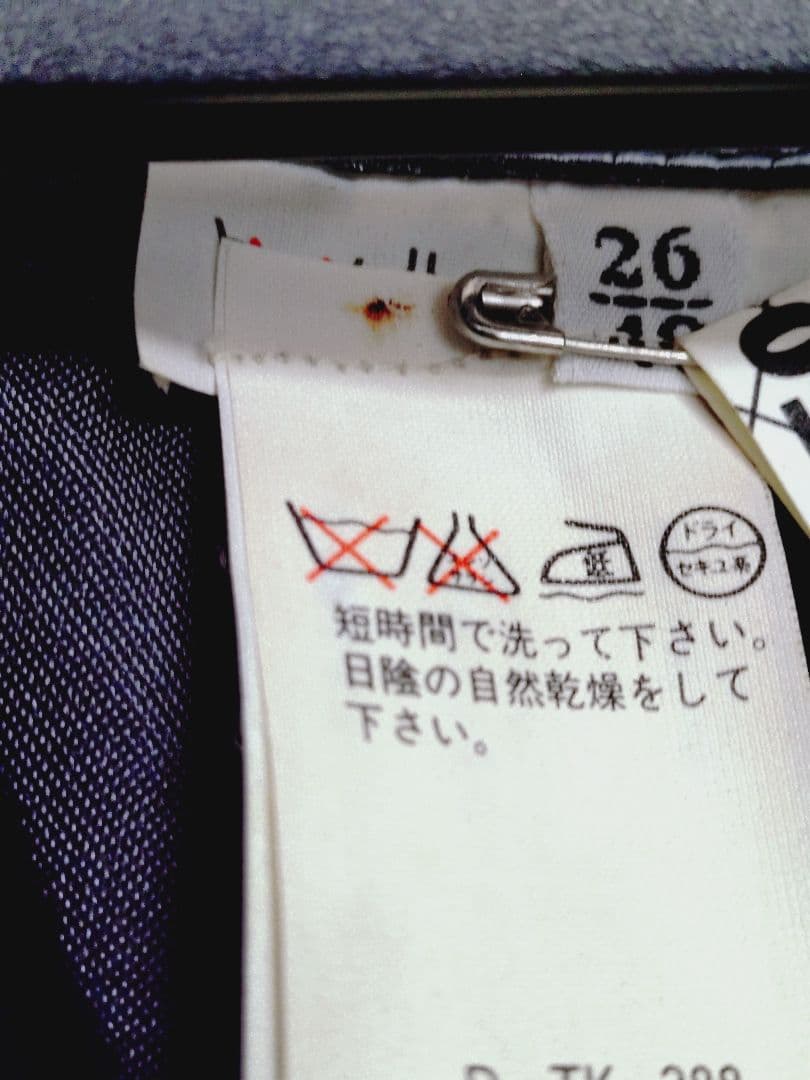 26
低
ドライ
セキユ系
短時間で洗って下さい。
日陰の自然乾燥をして
下さい。